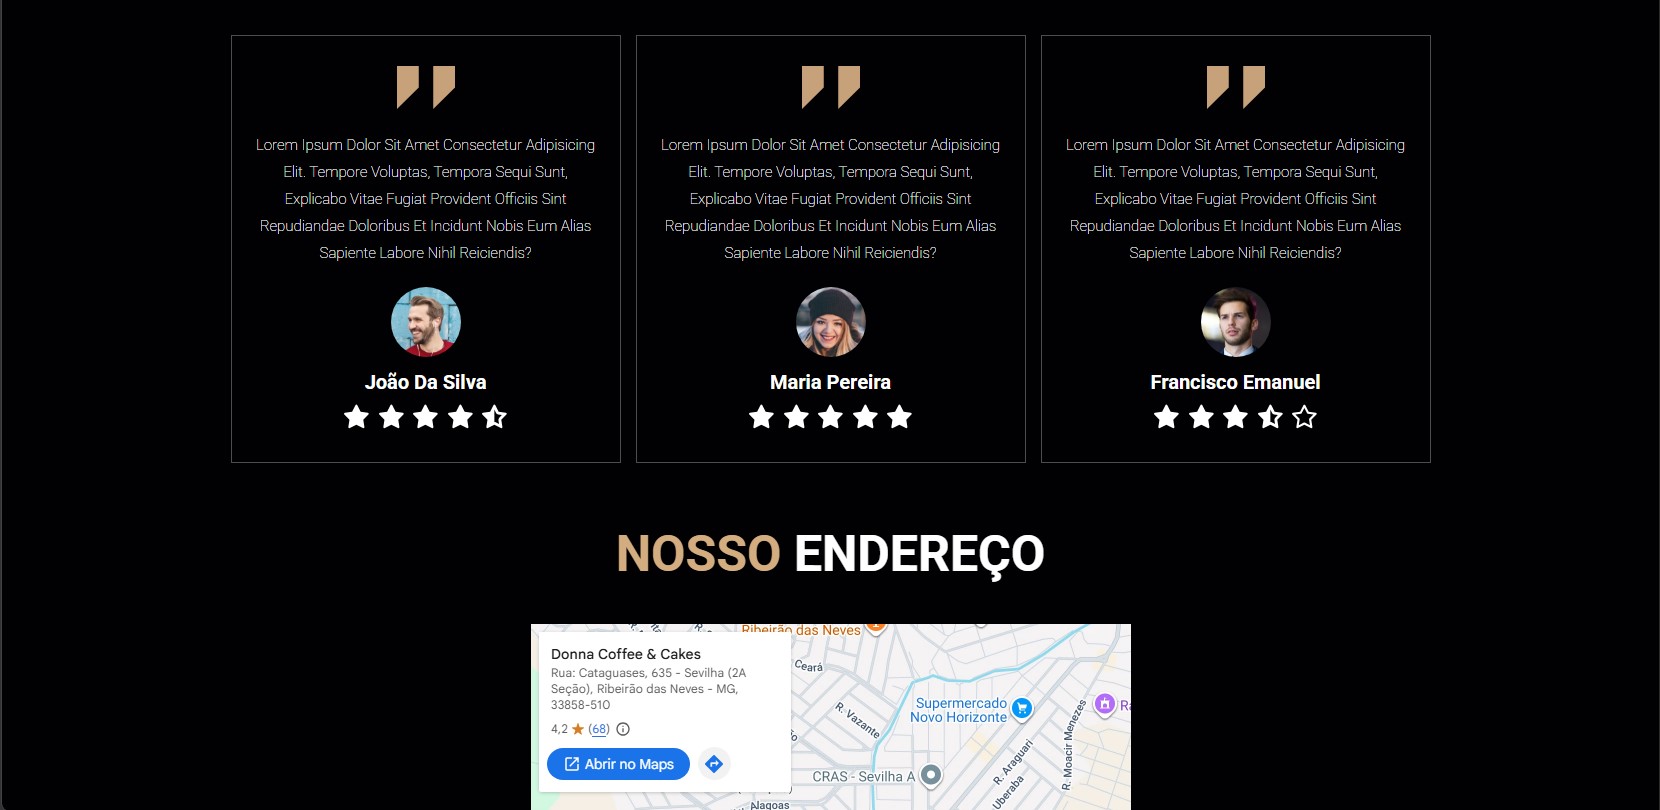 Lorem Ipsum Dolor Sit Amet Consectetur Adipisicing
Elit. Tempore Voluptas, Tempora Sequi Sunt,
Explicabo Vitae Fugiat Provident Officiis Sint
Repudiandae Doloribus Et Incidunt Nobis Eum Alias
Sapiente Labore Nihil Reiciendis?
João Da Silva
Lorem Ipsum Dolor Sit Amet Consectetur Adipisicing
Elit. Tempore Voluptas, Tempora Sequi Sunt,
Explicabo Vitae Fugiat Provident Officiis Sint
Repudiandae Doloribus Et Incidunt Nobis Eum Alias
Sapiente Labore Nihil Reiciendis?
Maria Pereira
Lorem Ipsum Dolor Sit Amet Consectetur Adipisicing
Elit. Tempore Voluptas, Tempora Sequi Sunt,
Explicabo Vitae Fugiat Provident Officiis Sint
Repudiandae Doloribus Et Incidunt Nobis Eum Alias
Sapiente Labore Nihil Reiciendis?
Francisco Emanuel
NOSSO ENDEREÇO
Donna Coffee & Cakes
Rua: Cataguases, 635 - Sevilha (2A
Seção), Ribeirão das Neves - MG,
33858-510
4,2 (68)
Abrir no Maps
Ribeirão das Neves
Ceará
R. Vazante
Supermercado
Novo Horizonte
CRAS - Sevilha A
R. Araguari
Uberaba
R. Moacir Menezes
Alagoas